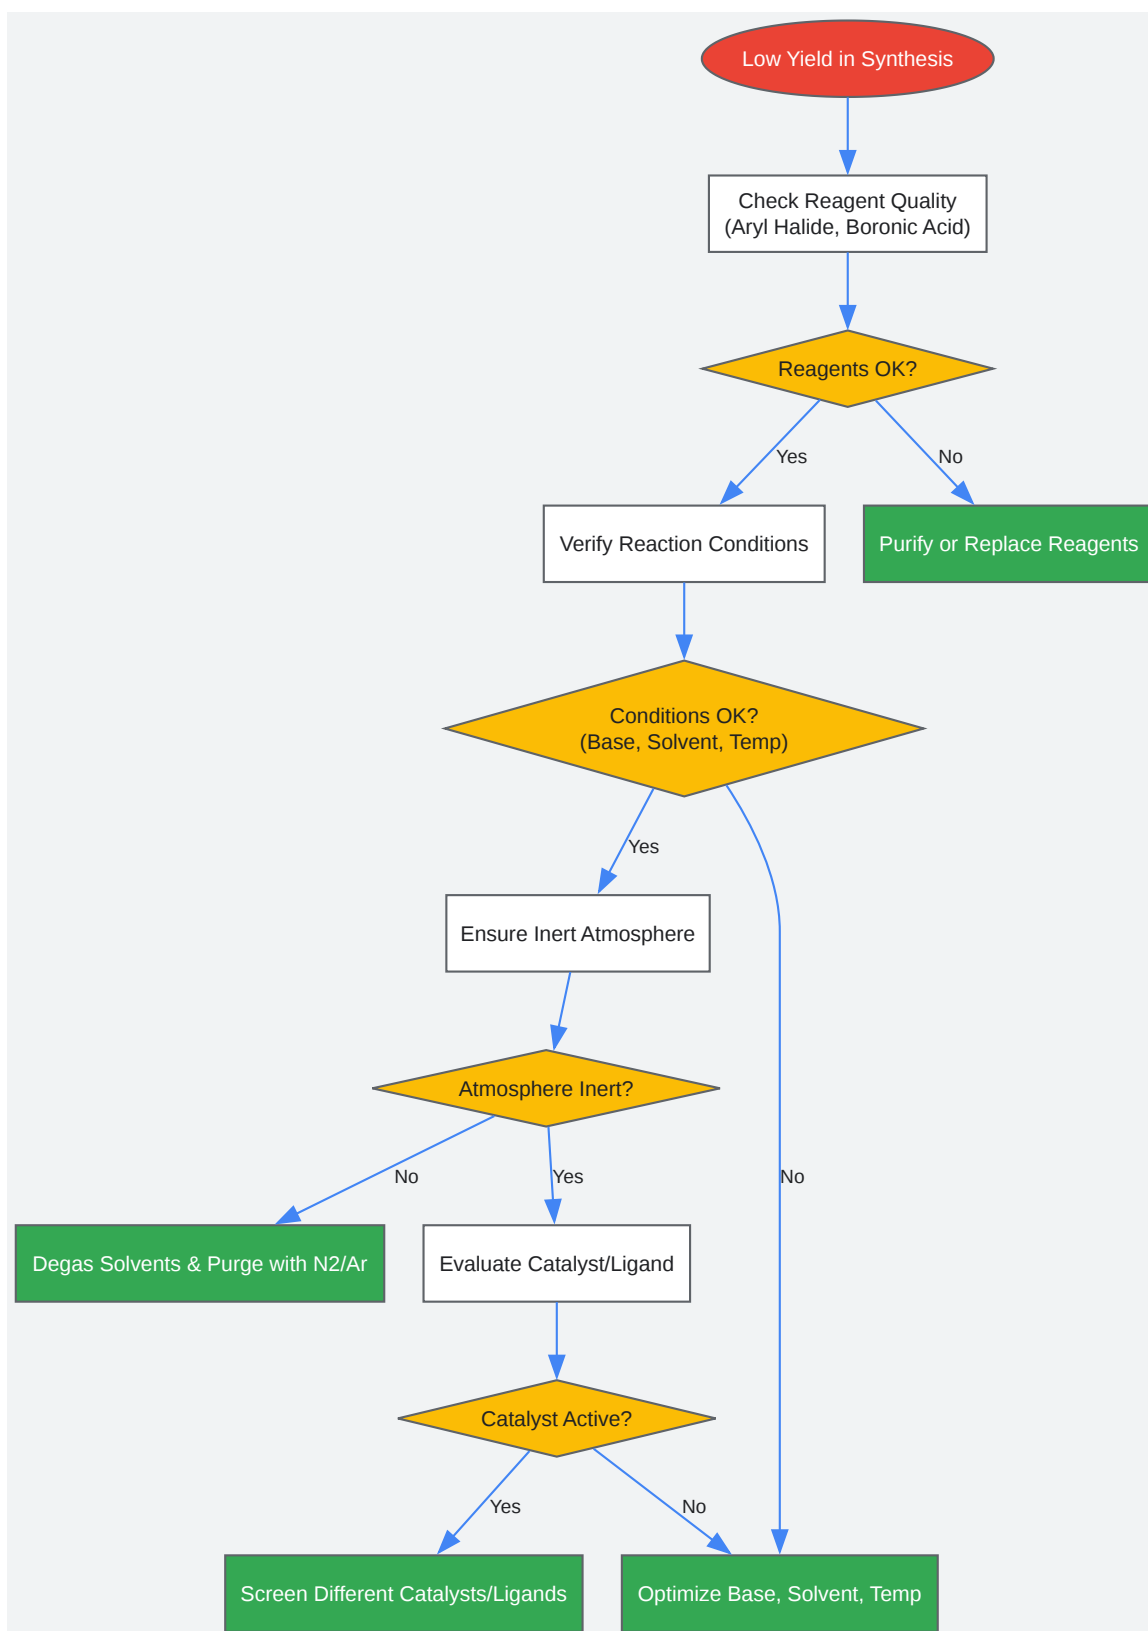 Low Yield in Synthesis
Check Reagent Quality
(Aryl Halide, Boronic Acid)
Reagents OK?
Yes
No
Verify Reaction Conditions
Purify or Replace Reagents
Conditions OK?
(Base, Solvent, Temp)
Yes
Ensure Inert Atmosphere
Atmosphere Inert?
No
Yes
No
Degas Solvents & Purge with N2/Ar
Evaluate Catalyst/Ligand
Catalyst Active?
Yes
No
Screen Different Catalysts/Ligands
Optimize Base, Solvent, Temp